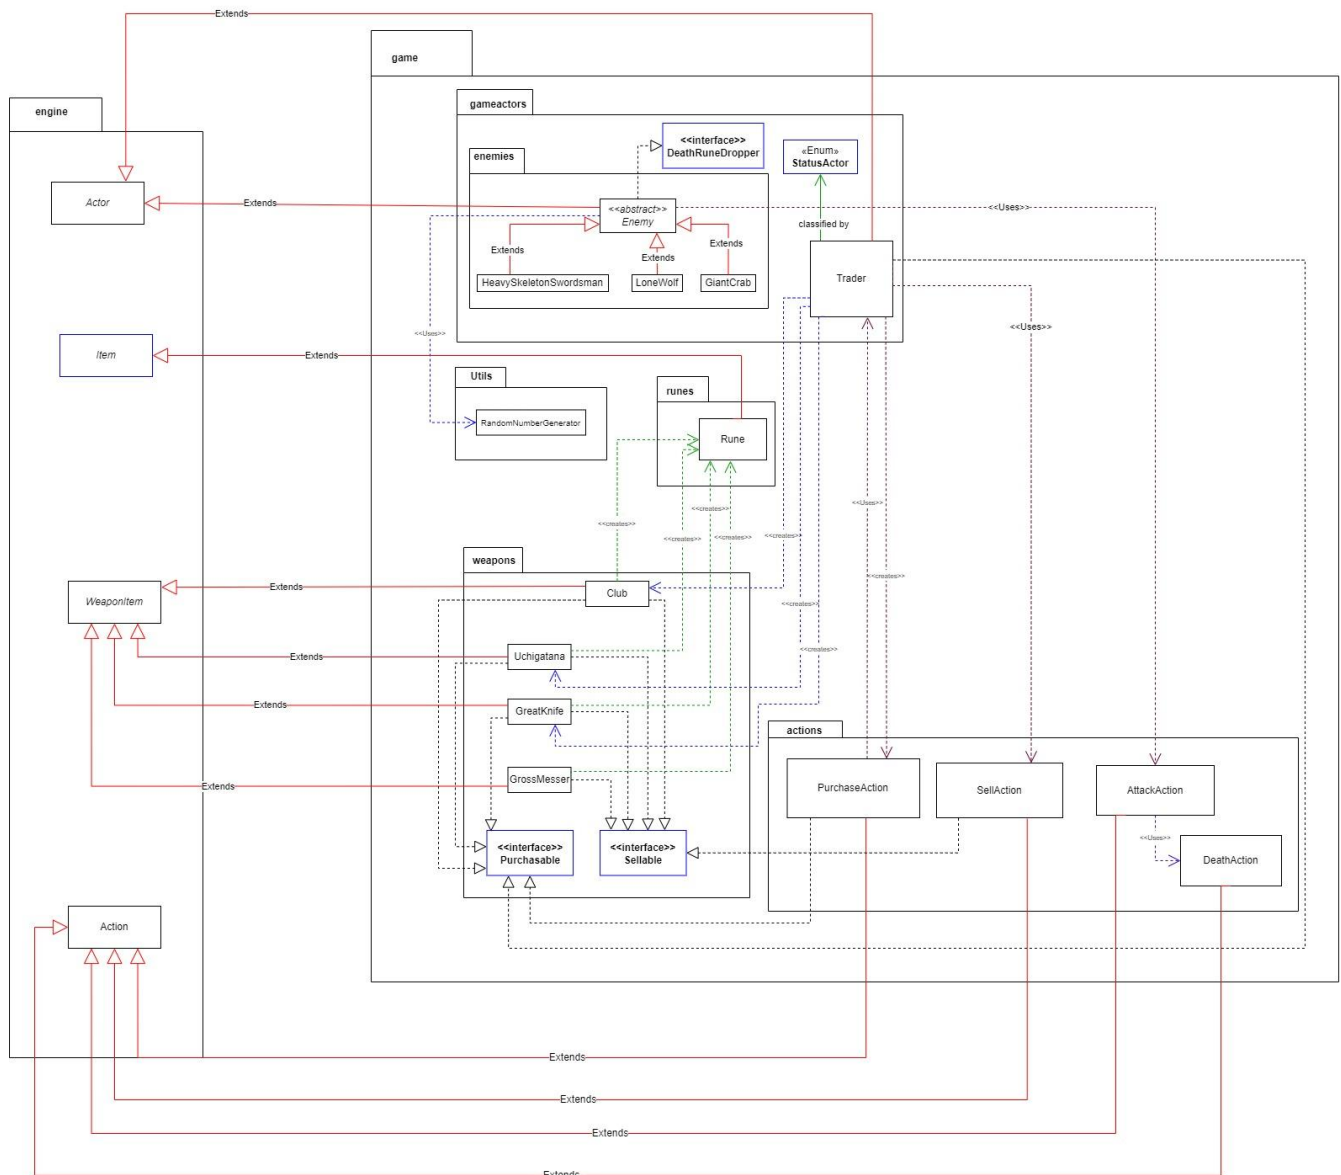 Extends
game
engine
gameactors
<<interface>>
DeathRuneDropper
«Enum»
StatusActor
enemies
Actor
Extends
<<abstract>>
Enemy
<<Uses>>
classified by
Extends
Extends
Extends
HeavySkeletonSwordsman
LoneWolf
GiantCrab
Trader
<<Uses>>
<<Uses>>
Item
Extends
Utils
runes
RandomNumberGenerator
Rune
<<Uses>>
<<creates>>
<<creates>>
<<creates>>
<<creates>>
<<creates>>
weapons
<<creates>>
WeaponItem
Extends
Club
<<creates>>
<<creates>>
Extends
Uchigatana
Extends
GreatKnife
actions
Extends
GrossMesser
PurchaseAction
SellAction
AttackAction
<<Uses>>
<<interface>>
Purchasable
<<interface>>
Sellable
DeathAction
Action
Extends
Extends
Extends
Extends